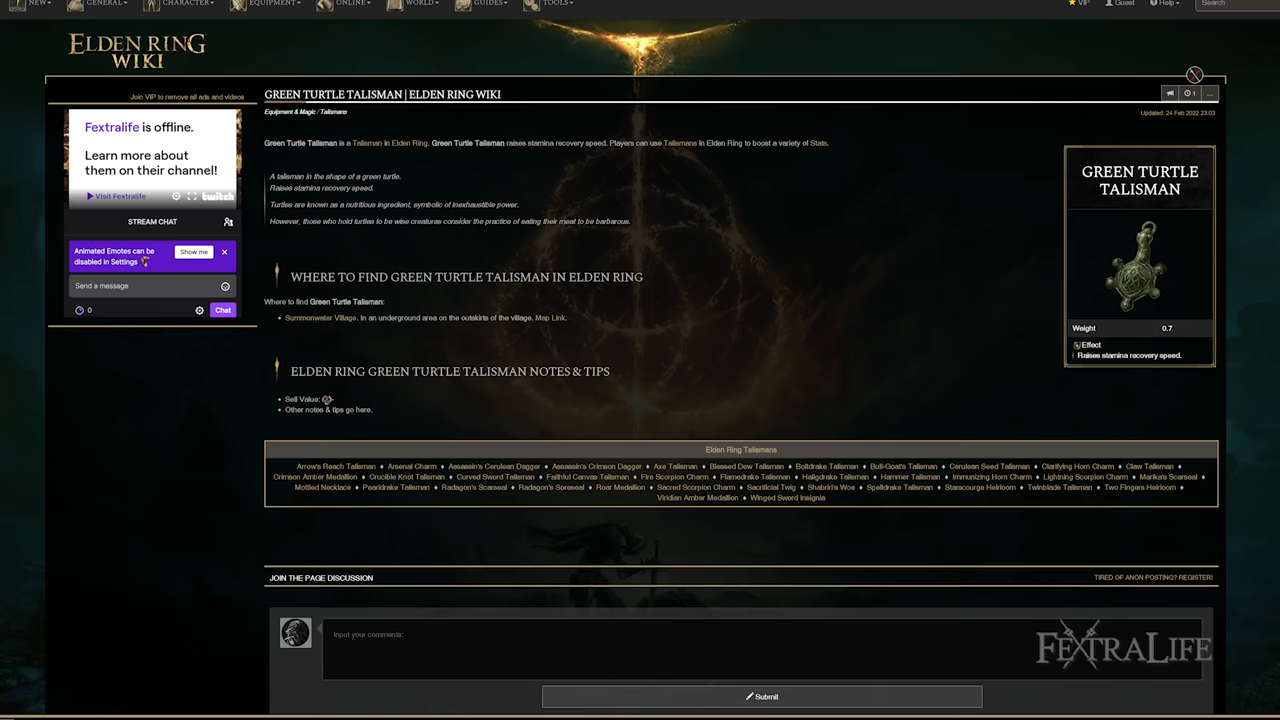 NEW▾ GENERAL▾ CHARACTER▾ EQUIPMENT▾ ONLINE▾ WORLD▾ GUIDES▾ TOOLS▾ VIP Guest Help▾ Search
ELDEN RING
WIKI
Join VIP to remove all ads and videos
GREEN TURTLE TALISMAN | ELDEN RING WIKI
1 ...
Equipment & Magic / Talismans
Updated: 24 Feb 2022 23:03
Fextralife is offline.
Learn more about
them on their channel!
Visit Fextralife
twitch
STREAM CHAT
Animated Emotes can be
disabled in Settings
Show me
Send a message
0
Chat
Green Turtle Talisman is a Talisman in Elden Ring. Green Turtle Talisman raises stamina recovery speed. Players can use Talismans in Elden Ring to boost a variety of Stats.
A talisman in the shape of a green turtle.
Raises stamina recovery speed.
Turtles are known as a nutritious ingredient, symbolic of inexhaustible power.
However, those who hold turtles to be wise creatures consider the practice of eating their meat to be barbarous.
WHERE TO FIND GREEN TURTLE TALISMAN IN ELDEN RING
Where to find Green Turtle Talisman:
• Summonwater Village. In an underground area on the outskirts of the village. Map Link.
ELDEN RING GREEN TURTLE TALISMAN NOTES & TIPS
• Sell Value:
• Other notes & tips go here.
GREEN TURTLE
TALISMAN
Weight 0.7
Effect
Raises stamina recovery speed.
Elden Ring Talismans
Arrow's Reach Talisman ♦ Arsenal Charm ♦ Assassin's Cerulean Dagger ♦ Assassin's Crimson Dagger ♦ Axe Talisman ♦ Blessed Dew Talisman ♦ Boltdrake Talisman ♦ Bull-Goat's Talisman ♦ Cerulean Seed Talisman ♦ Clarifying Horn Charm ♦ Claw Talisman ♦
Crimson Amber Medallion ♦ Crucible Knot Talisman ♦ Curved Sword Talisman ♦ Faithful Canvas Talisman ♦ Fire Scorpion Charm ♦ Flamedrake Talisman ♦ Haligdrake Talisman ♦ Hammer Talisman ♦ Immunizing Horn Charm ♦ Lightning Scorpion Charm ♦ Marika's Scarseal ♦
Mottled Necklace ♦ Pearldrake Talisman ♦ Radagon's Scarseal ♦ Radagon's Soreseal ♦ Roar Medallion ♦ Sacred Scorpion Charm ♦ Sacrificial Twig ♦ Shabriri's Woe ♦ Spelldrake Talisman ♦ Starscourge Heirloom ♦ Twinblade Talisman ♦ Two Fingers Heirloom ♦
Viridian Amber Medallion ♦ Winged Sword Insignia
JOIN THE PAGE DISCUSSION
TIRED OF ANON POSTING? REGISTER!
Input your comments:
FEXTRALIFE
Submit